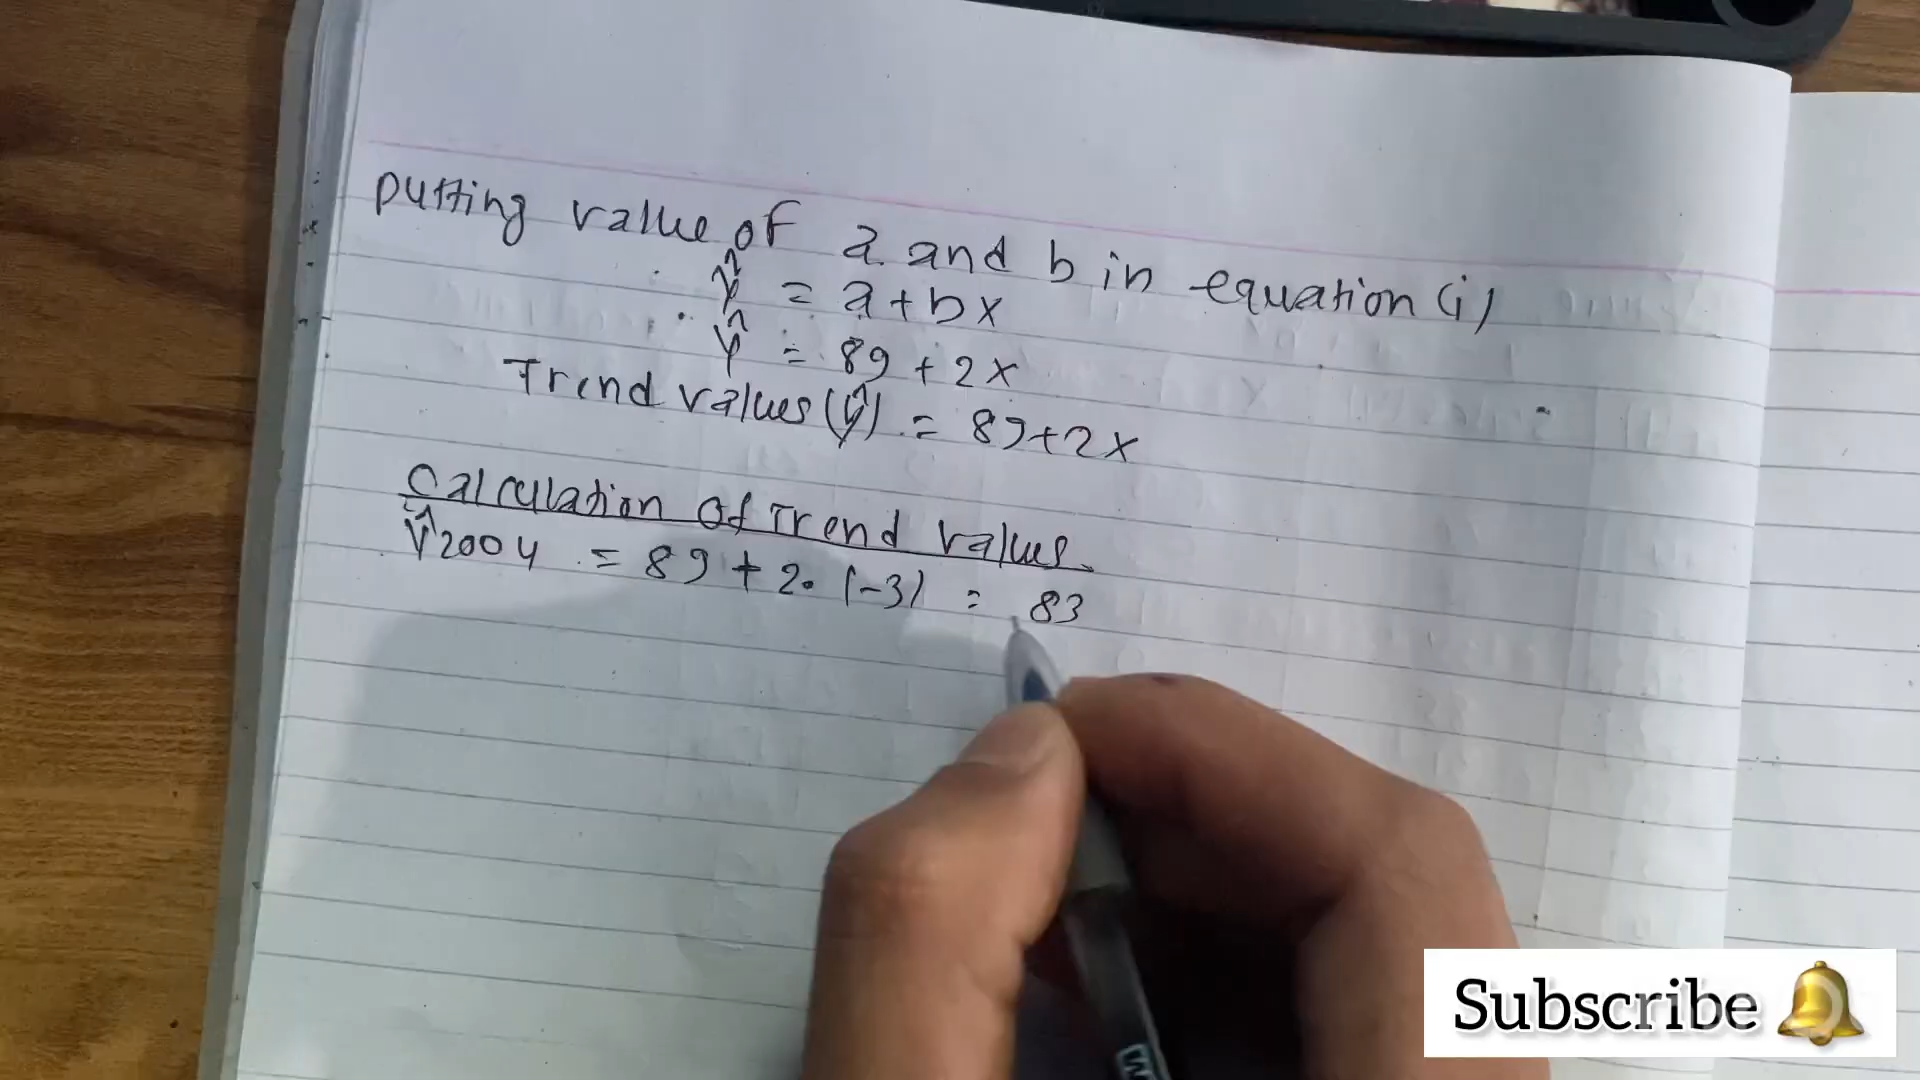 putting value of a and b in equation (i)
Ŷ = a + bx
Ŷ = 89 + 2x
Trend values (ŷ) = 89+2x
Calculation Of Trend values.
Ŷ2004 = 89 + 2. (-3) = 83
Subscribe